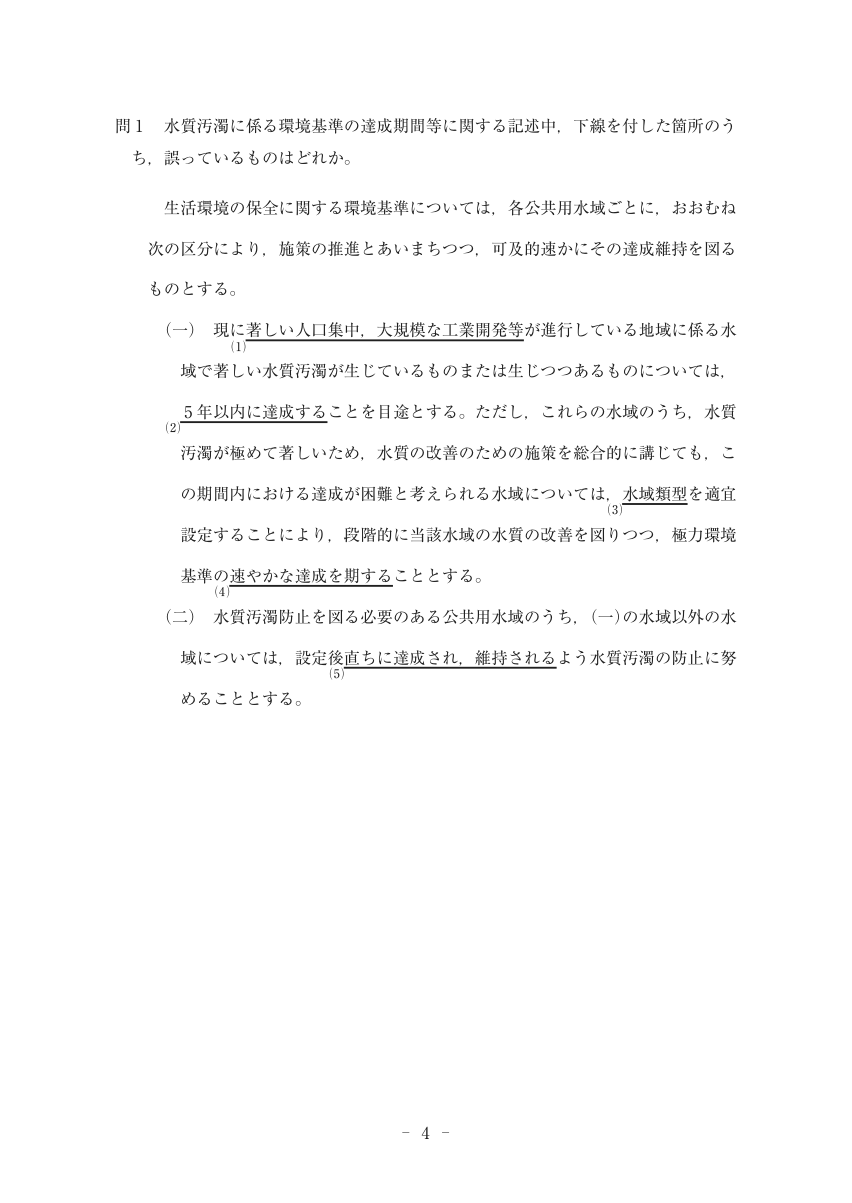 問１　水質汚濁に係る環境基準の達成期間等に関する記述中，下線を付した箇所のう
ち，誤っているものはどれか。
生活環境の保全に関する環境基準については，各公共用水域ごとに，おおむね
次の区分により，施策の推進とあいまちつつ，可及的速かにその達成維持を図る
ものとする。
（一）　現に著しい人口集中，大規模な工業開発等が進行している地域に係る水
(1)
域で著しい水質汚濁が生じているものまたは生じつつあるものについては，
５年以内に達成することを目途とする。ただし，これらの水域のうち，水質
(2)
汚濁が極めて著しいため，水質の改善のための施策を総合的に講じても，こ
の期間内における達成が困難と考えられる水域については，水域類型を適宜
(3)
設定することにより，段階的に当該水域の水質の改善を図りつつ，極力環境
基準の速やかな達成を期することとする。
(4)
（二）　水質汚濁防止を図る必要のある公共用水域のうち，（一）の水域以外の水
域については，設定後直ちに達成され，維持されるよう水質汚濁の防止に努
(5)
めることとする。
- 4 -